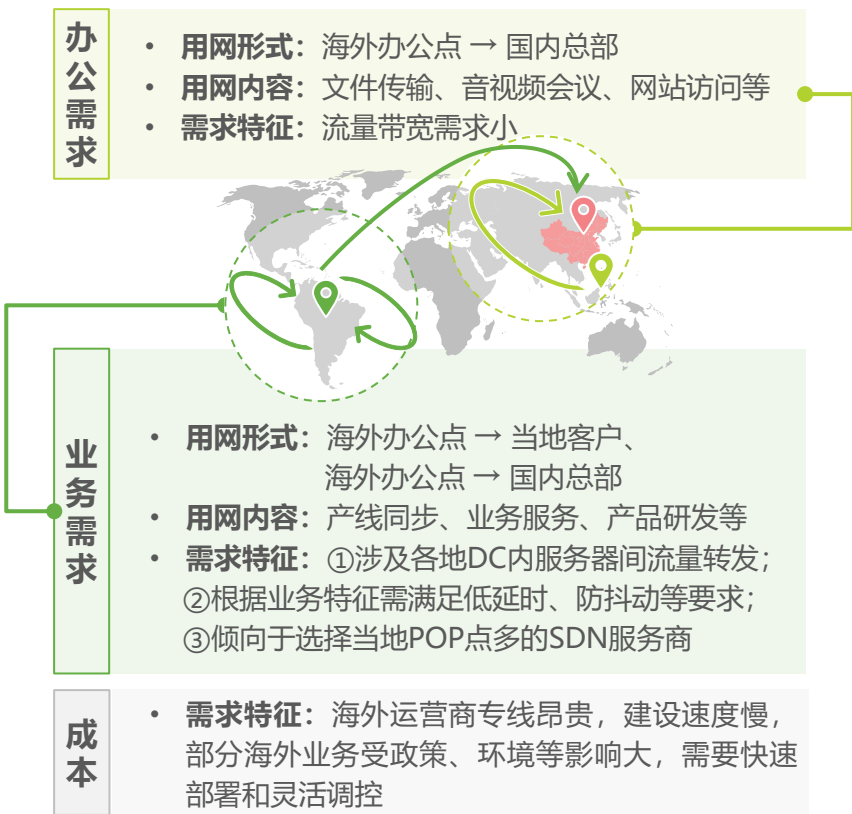 办公需求
• 用网形式：海外办公点 → 国内总部
• 用网内容：文件传输、音视频会议、网站访问等
• 需求特征：流量带宽需求小
业务需求
• 用网形式：海外办公点 → 当地客户、
海外办公点 → 国内总部
• 用网内容：产线同步、业务服务、产品研发等
• 需求特征：①涉及各地DC内服务器间流量转发；
②根据业务特征需满足低延时、防抖动等要求；
③倾向于选择当地POP点多的SDN服务商
成本
• 需求特征：海外运营商专线昂贵，建设速度慢，
部分海外业务受政策、环境等影响大，需要快速
部署和灵活调控